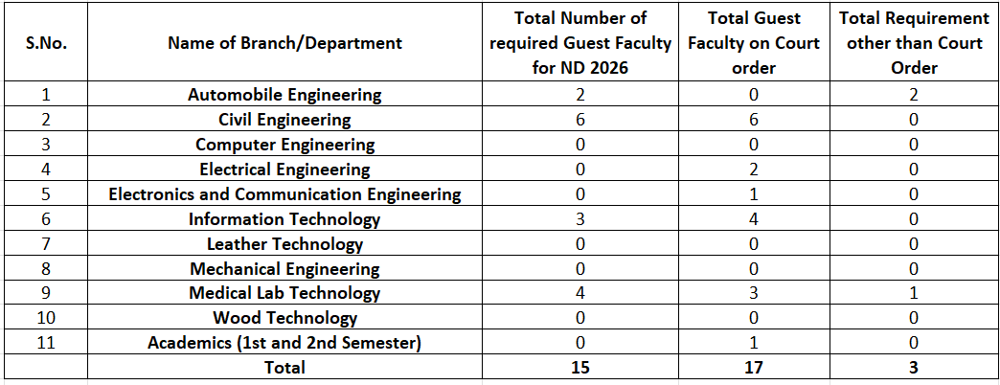 S.No. Name of Branch/Department Total Number of required Guest Faculty for ND 2026 Total Guest Faculty on Court order Total Requirement other than Court Order
1 Automobile Engineering 2 0 2
2 Civil Engineering 6 6 0
3 Computer Engineering 0 0 0
4 Electrical Engineering 0 2 0
5 Electronics and Communication Engineering 0 1 0
6 Information Technology 3 4 0
7 Leather Technology 0 0 0
8 Mechanical Engineering 0 0 0
9 Medical Lab Technology 4 3 1
10 Wood Technology 0 0 0
11 Academics (1st and 2nd Semester) 0 1 0
Total 15 17 3